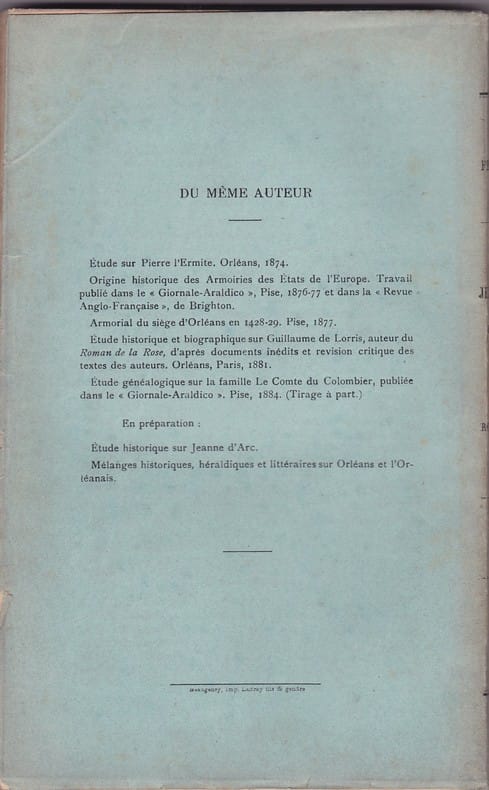 DU MÊME AUTEUR
Étude sur Pierre l'Ermite. Orléans, 1874.
Origine historique des Armoiries des États de l'Europe. Travail
publié dans le « Giornale-Araldico », Pise, 1876-77 et dans la « Revue
Anglo-Française », de Brighton.
Armorial du siège d'Orléans en 1428-29. Pise, 1877.
Étude historique et biographique sur Guillaume de Lorris, auteur du
Roman de la Rose, d'après documents inédits et revision critique des
textes des auteurs. Orléans, Paris, 1881.
Étude généalogique sur la famille Le Comte du Colombier, publiée
dans le « Giornale-Araldico ». Pise, 1884. (Tirage à part.)
En préparation :
Étude historique sur Jeanne d'Arc.
Mélanges historiques, héraldiques et littéraires sur Orléans et l'Or-
léanais.
Imp. fils & gendre